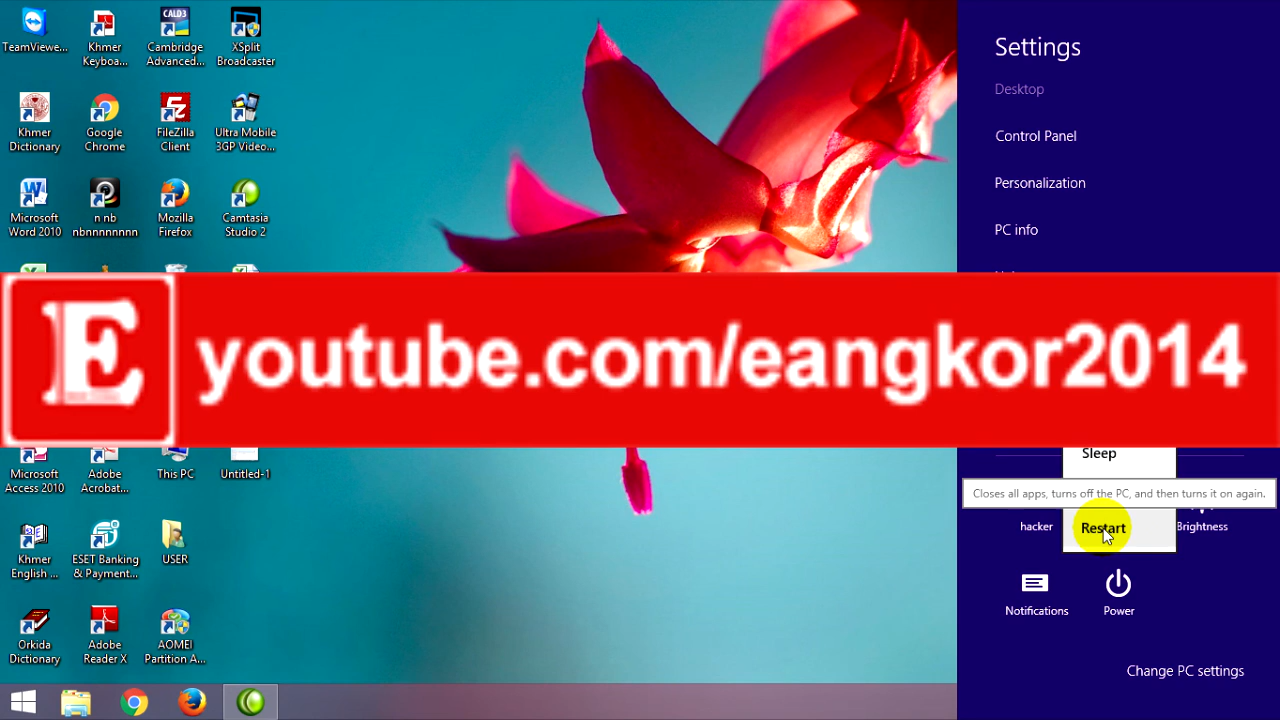 TeamViewe...
Khmer
Keyboa...
CALD3
Cambridge
Advanced...
XSplit
Broadcaster
Khmer
Dictionary
Google
Chrome
FileZilla
Client
Ultra Mobile
3GP Video...
Microsoft
Word 2010
n nb
nbnnnnnnnn
Mozilla
Firefox
Camtasia
Studio 2
E
youtube.com/eangkor2014
Microsoft
Access 2010
Adobe
Acrobat...
This PC
Untitled-1
Khmer
English ...
ESET Banking
& Payment...
USER
Orkida
Dictionary
Adobe
Reader X
AOMEI
Partition A...
Settings
Desktop
Control Panel
Personalization
PC info
Sleep
Closes all apps, turns off the PC, and then turns it on again.
hacker
Restart
Brightness
Notifications
Power
Change PC settings